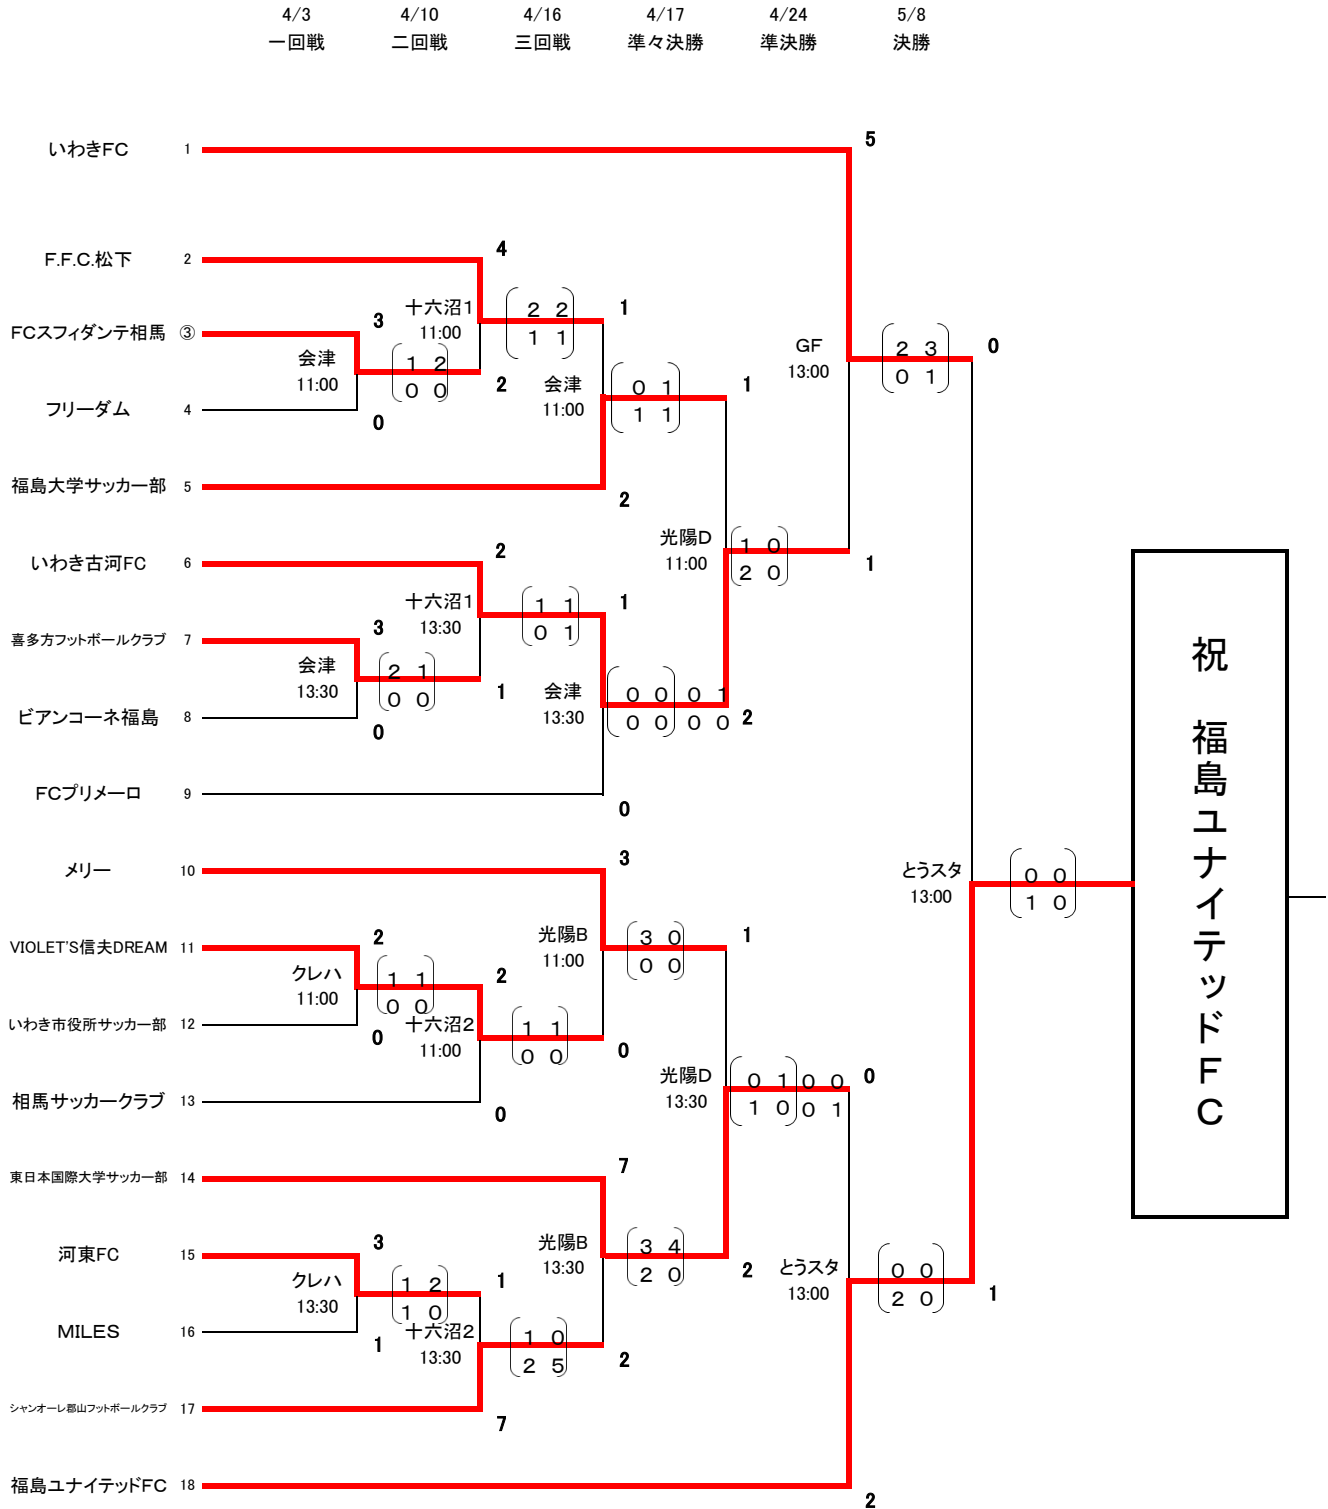 4/3 4/10 4/16 4/17 4/24 5/8
一回戦 二回戦 三回戦 準々決勝 準決勝 決勝
5
いわきFC 1
4
F.F.C.松下 2
十六沼1 2 2 1
3
FCスフィダンテ相馬 ③ 11:00 1 1
GF 2 3 0
会津 1 2
13:00 0 1
11:00 0 0 2 会津 0 1 1
フリーダム 4 11:00 1 1
0
福島大学サッカー部 5
2
光陽D 1 0
2
いわき古河FC 6 11:00 2 0 1
十六沼1 1 1 1
3 13:30 0 1
喜多方フットボールクラブ 7
会津 2 1
13:30 0 0 1 会津 0 0 0 1
ビアンコーネ福島 8 13:30 0 0 0 0 2
0
FCプリメーロ 9
0
3
メリー 10
とうスタ 0 0
13:00 1 0
2 光陽B 3 0 1
VIOLET'S信夫DREAM 11
11:00 0 0
クレハ 1 1 2
11:00 0 0
いわき市役所サッカー部 12 十六沼2 1 1
0 11:00 0 0 0
光陽D 0 1 0 0 0
相馬サッカークラブ 13 13:30 1 0 0 1
0
7
東日本国際大学サッカー部 14
3 光陽B 3 4
河東FC 15
13:30 2 0 2 とうスタ 0 0
クレハ 1 2 1 13:00 2 0 1
13:30 1 0
MILES 16 十六沼2 1 0
1 13:30 2 5 2
シャンオーレ郡山フットボールクラブ 17
7
福島ユナイテッドFC 18
2
祝 福島ユナイテッドFC